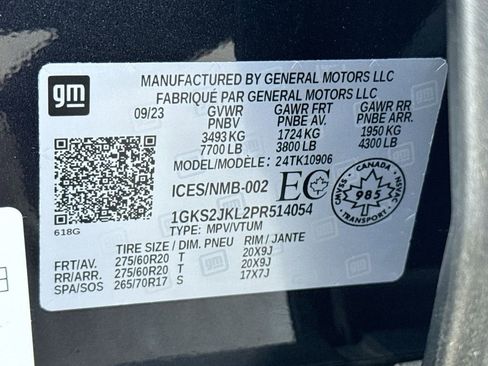 gm
MANUFACTURED BY GENERAL MOTORS LLC
FABRIQUÉ PAR GENERAL MOTORS LLC
09/23 GVWR GAWR FRT GAWR RR
PNBV PNBE AV. PNBE ARR.
3493 KG 1724 KG 1950 KG
7700 LB 3800 LB 4300 LB
MODEL/MODÈLE: 24TK10906
ICES/NMB-002 EC
CANADA
985
1GKS2JKL2PR514054
618G
TYPE: MPV/VTUM
TIRE SIZE / DIM. PNEU RIM / JANTE
FRT/AV. 275/60R20 T 20X9J
RR/ARR. 275/60R20 T 20X9J
SPA/SOS 265/70R17 S 17X7J